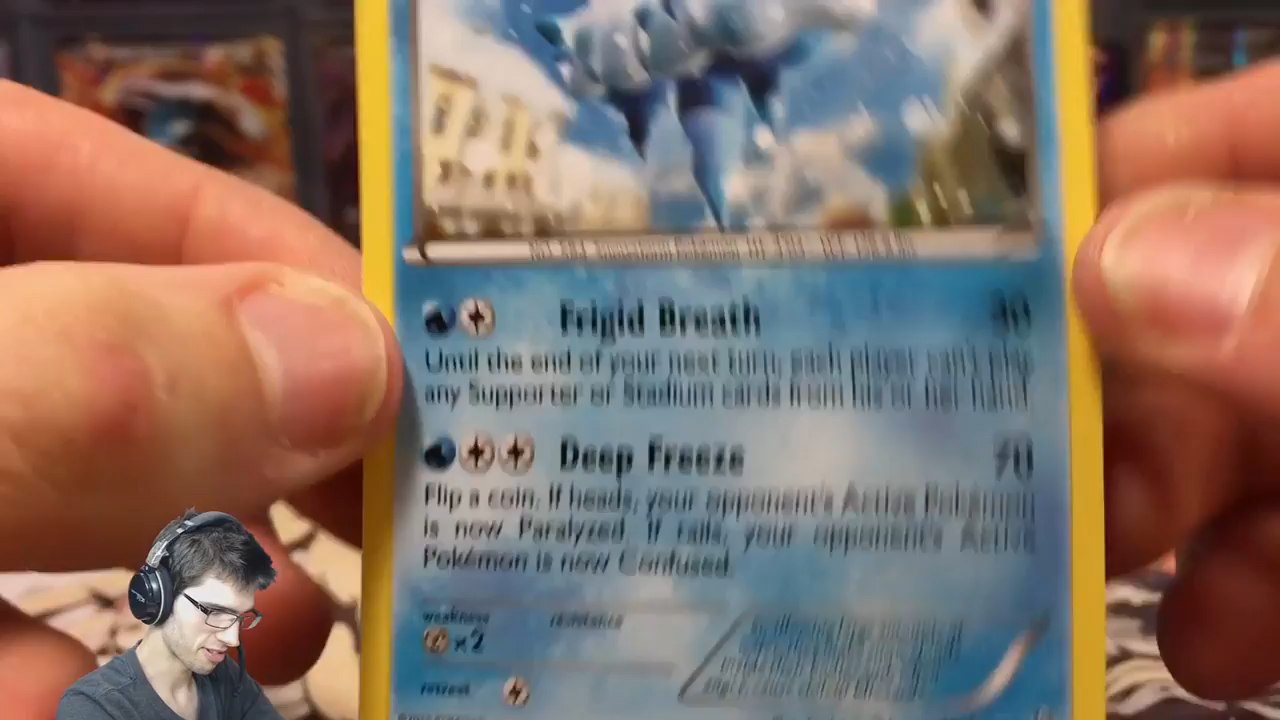 Frigid Breath 30
Until the end of your next turn, each player can't play
any Supporter or Stadium cards from his or her hand.
Deep Freeze 70
Flip a coin. If heads, your opponent's Active Pokémon
is now Paralyzed. If tails, your opponent's Active
Pokémon is now Confused.
weakness resistance
×2
retreat